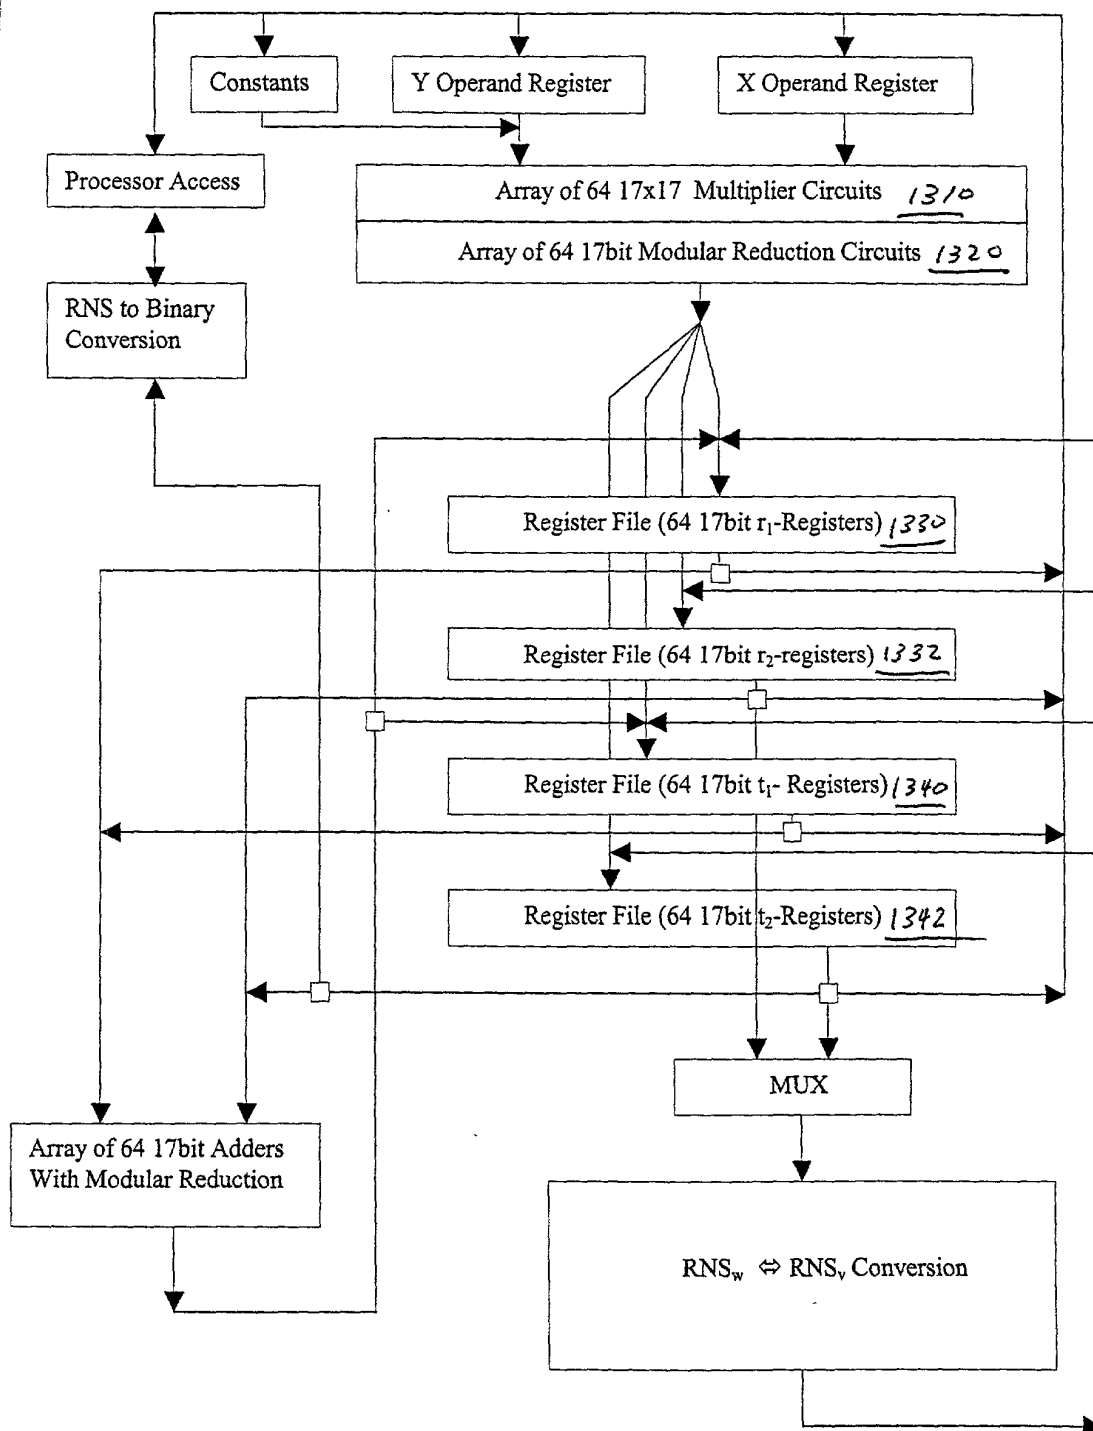 Constants
Y Operand Register
X Operand Register
Processor Access
Array of 64 17x17 Multiplier Circuits 1310
Array of 64 17bit Modular Reduction Circuits 1320
RNS to Binary
Conversion
Register File (64 17bit r₁-Registers) 1330
Register File (64 17bit r₂-registers) 1332
Register File (64 17bit t₁- Registers) 1340
Register File (64 17bit t₂-Registers) 1342
MUX
Array of 64 17bit Adders
With Modular Reduction
RNSw ⇔ RNSv Conversion